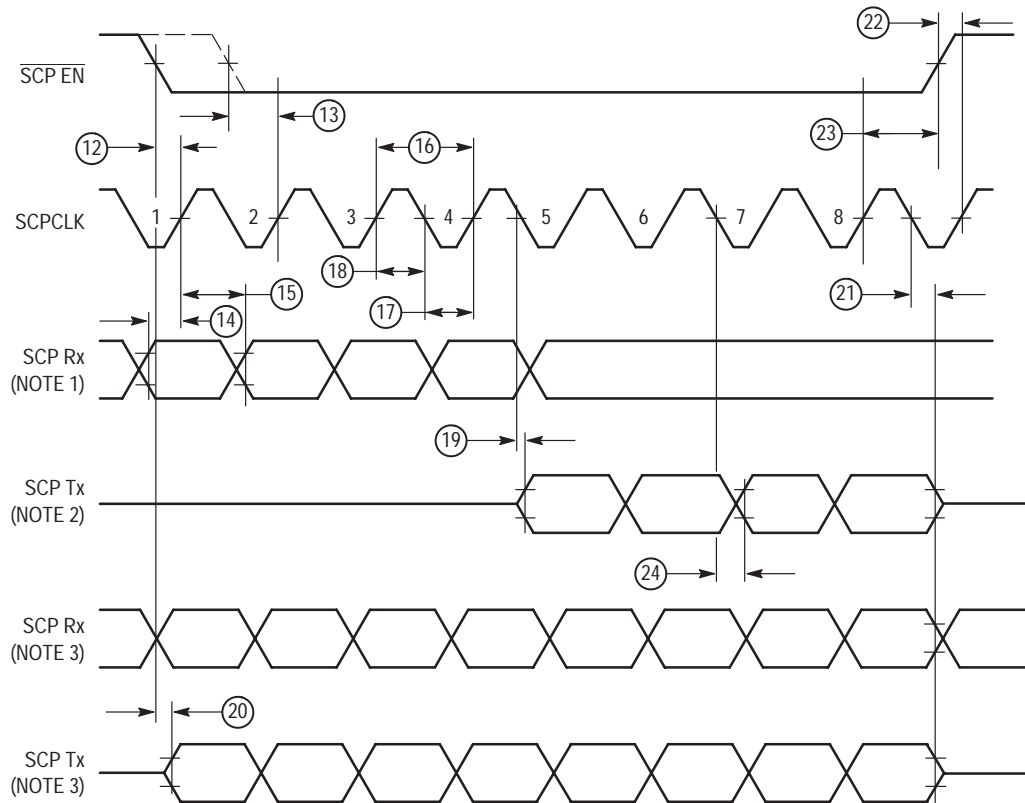 22
SCP EN
13
23
12
16
SCPCLK
1 2 3 4 5 6 7 8
18
15
21
17
14
SCP Rx
(NOTE 1)
19
SCP Tx
(NOTE 2)
24
SCP Rx
(NOTE 3)
20
SCP Tx
(NOTE 3)